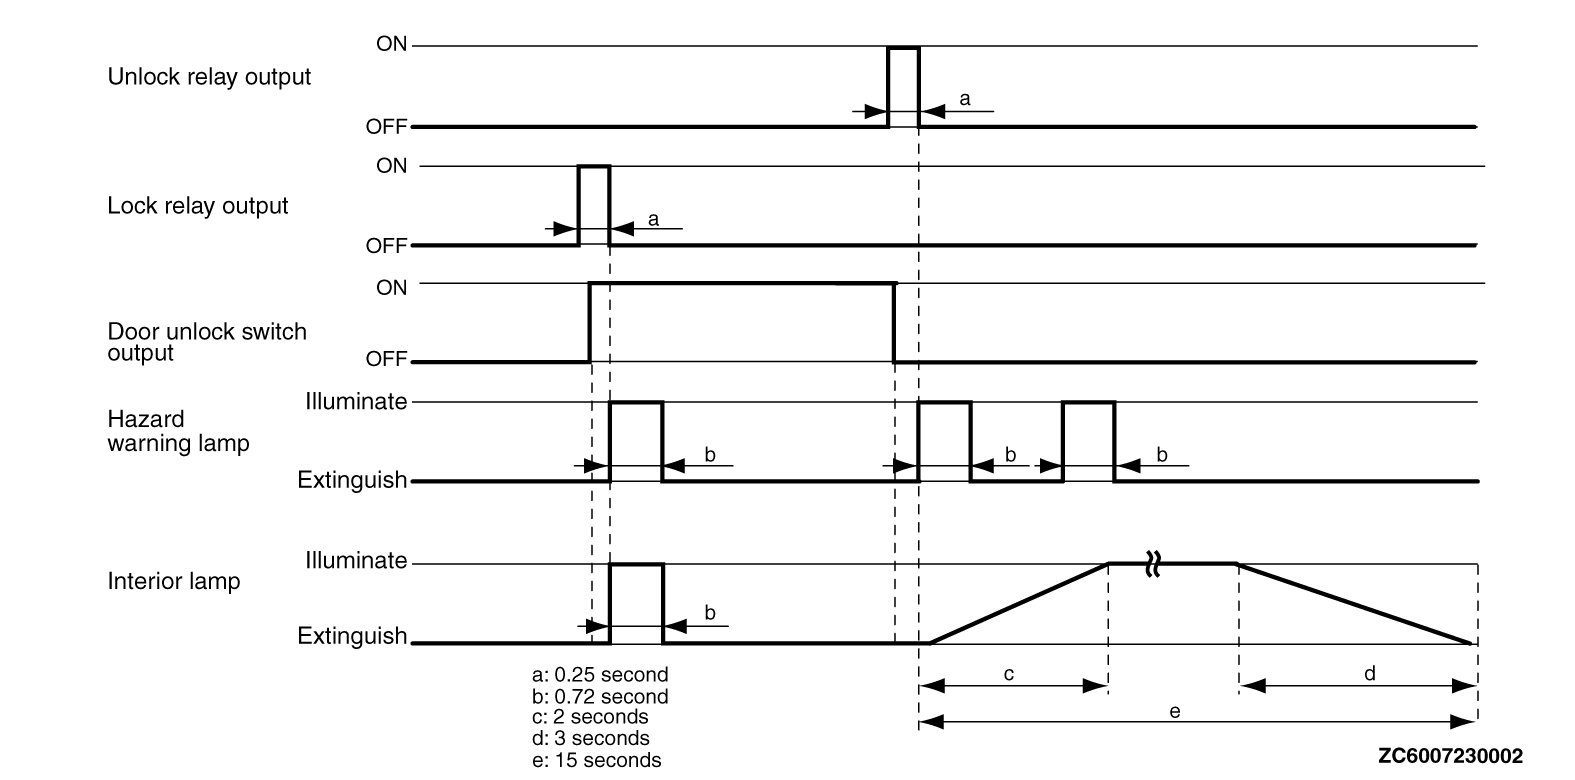 ON
Unlock relay output
a
OFF
ON
Lock relay output
a
OFF
ON
Door unlock switch
output
OFF
Illuminate
Hazard
warning lamp
b
b
b
Extinguish
Illuminate
Interior lamp
b
Extinguish
a: 0.25 second
b: 0.72 second
c: 2 seconds
d: 3 seconds
e: 15 seconds
c
d
e
ZC6007230002